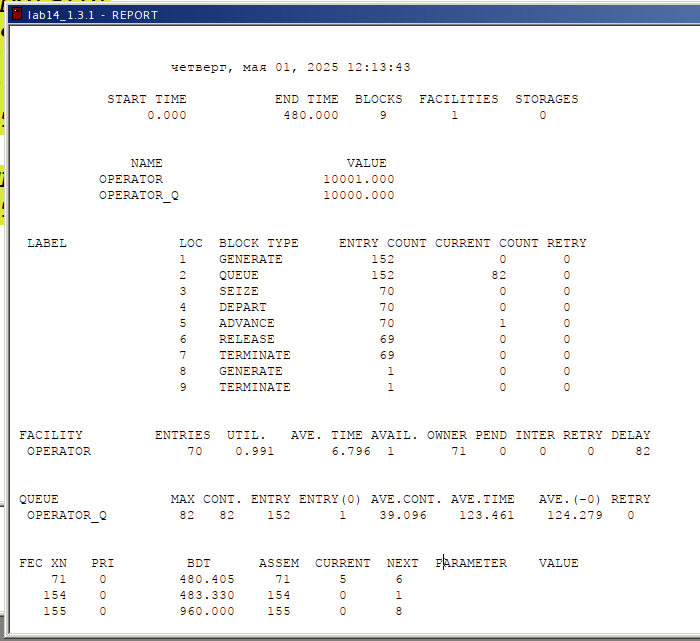 lab14_1.3.1 - REPORT
четверг, мая 01, 2025 12:13:43
START TIME END TIME BLOCKS FACILITIES STORAGES
0.000 480.000 9 1 0
NAME VALUE
OPERATOR 10001.000
OPERATOR_Q 10000.000
LABEL LOC BLOCK TYPE ENTRY COUNT CURRENT COUNT RETRY
1 GENERATE 152 0 0
2 QUEUE 152 82 0
3 SEIZE 70 0 0
4 DEPART 70 0 0
5 ADVANCE 70 1 0
6 RELEASE 69 0 0
7 TERMINATE 69 0 0
8 GENERATE 1 0 0
9 TERMINATE 1 0 0
FACILITY ENTRIES UTIL. AVE. TIME AVAIL. OWNER PEND INTER RETRY DELAY
OPERATOR 70 0.991 6.796 1 71 0 0 0 82
QUEUE MAX CONT. ENTRY ENTRY(0) AVE.CONT. AVE.TIME AVE.(-0) RETRY
OPERATOR_Q 82 82 152 1 39.096 123.461 124.279 0
FEC XN PRI BDT ASSEM CURRENT NEXT PARAMETER VALUE
71 0 480.405 71 5 6
154 0 483.330 154 0 1
155 0 960.000 155 0 8